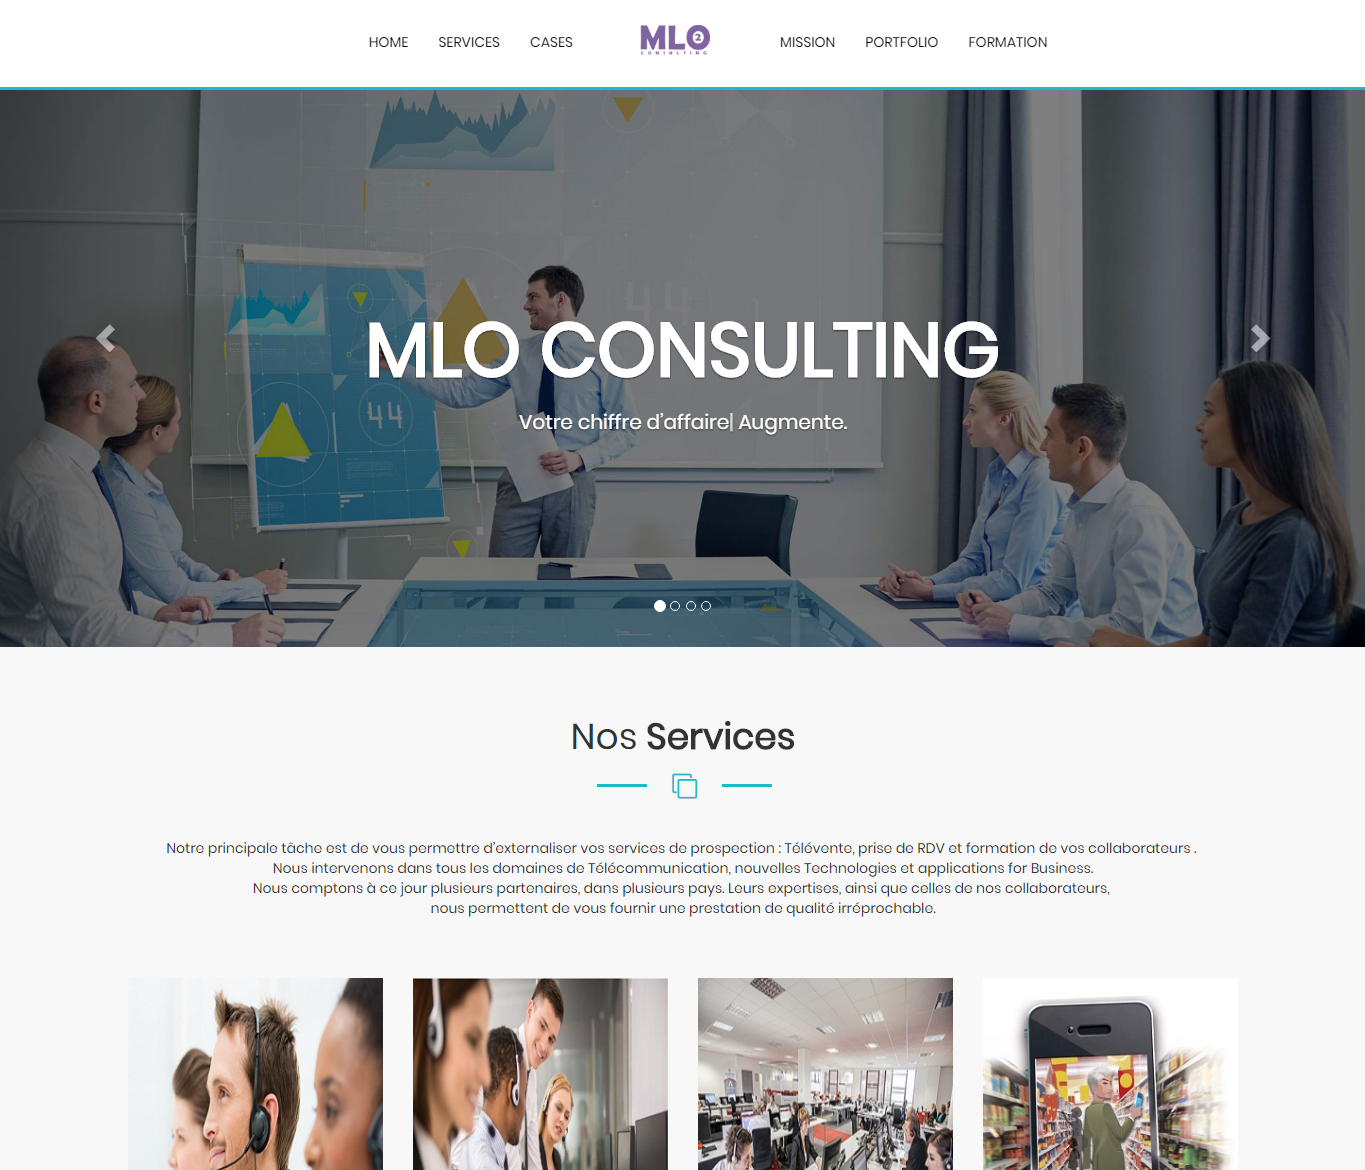 HOME SERVICES CASES
MLO
2
CONSULTING
MISSION PORTFOLIO FORMATION
44
44
MLO CONSULTING
Votre chiffre d'affaire| Augmente.
Nos Services
Notre principale tâche est de vous permettre d'externaliser vos services de prospection : Télévente, prise de RDV et formation de vos collaborateurs .
Nous intervenons dans tous les domaines de Télécommunication, nouvelles Technologies et applications for Business.
Nous comptons à ce jour plusieurs partenaires, dans plusieurs pays. Leurs expertises, ainsi que celles de nos collaborateurs,
nous permettent de vous fournir une prestation de qualité irréprochable.